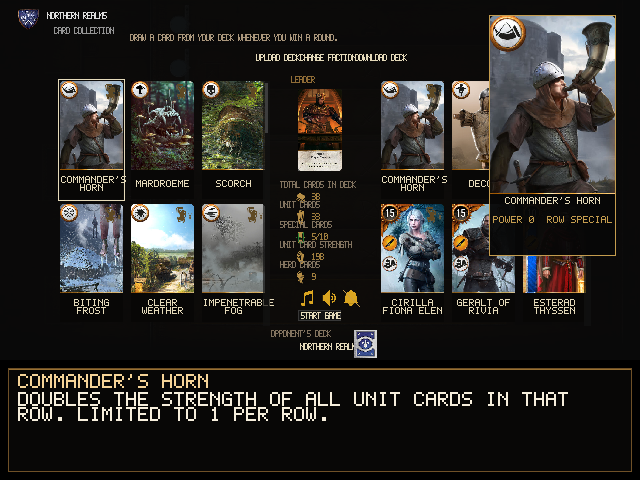 NORTHERN REALMS
CARD COLLECTION
DRAW A CARD FROM YOUR DECK WHENEVER YOU WIN A ROUND.
UPLOAD DECK CHANGE FACTION DOWNLOAD DECK
LEADER
COMMANDER'S HORN
MARDROEME
SCORCH
COMMANDER'S HORN
DECO
COMMANDER'S HORN
POWER 0 ROW SPECIAL
TOTAL CARDS IN DECK
38
UNIT CARDS
33
SPECIAL CARDS
5/10
UNIT CARD STRENGTH
198
HERO CARDS
9
15
15
BITING FROST
CLEAR WEATHER
IMPENETRABLE FOG
CIRILLA FIONA ELEN
GERALT OF RIVIA
ESTERAD THYSSEN
START GAME
OPPONENT'S DECK
NORTHERN REALM
COMMANDER'S HORN
DOUBLES THE STRENGTH OF ALL UNIT CARDS IN THAT
ROW. LIMITED TO 1 PER ROW.